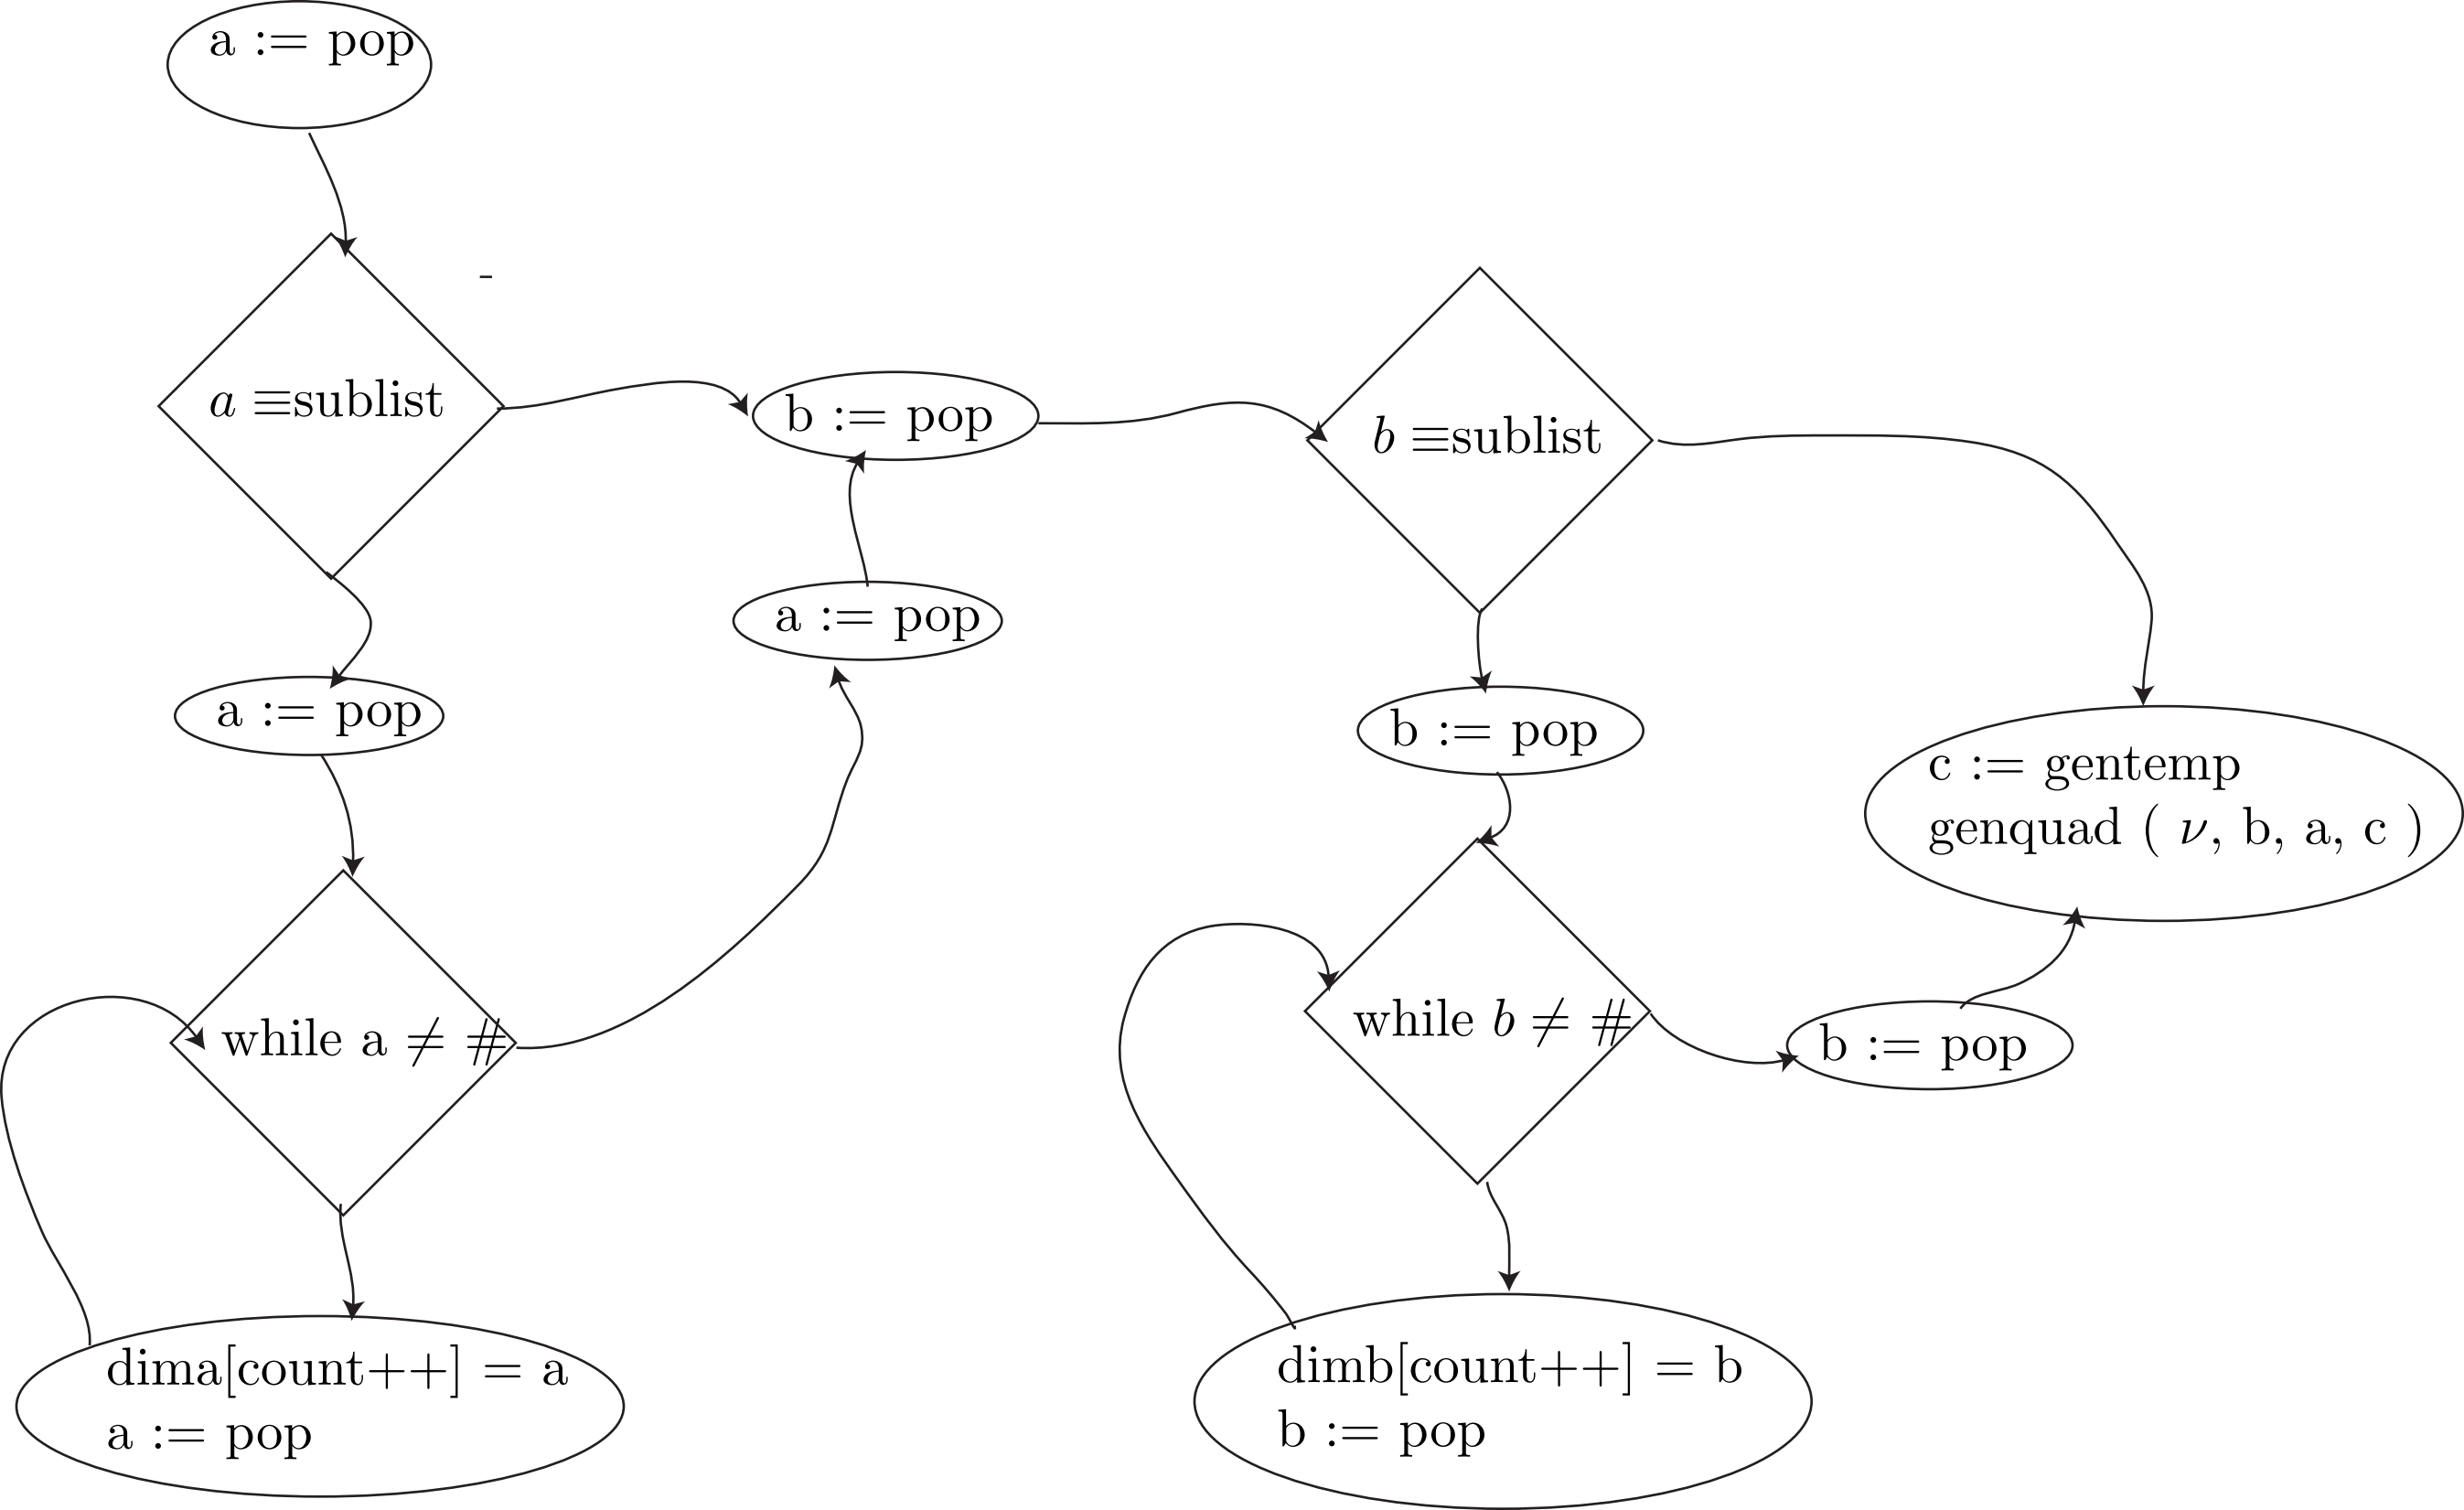 a := pop
-
a ≡sublist
b := pop
b ≡sublist
a := pop
a := pop
b := pop
c := gentemp
genquad ( ν, b, a, c )
while a ≠ #
while b ≠ #
b := pop
dima[count++] = a
a := pop
dimb[count++] = b
b := pop